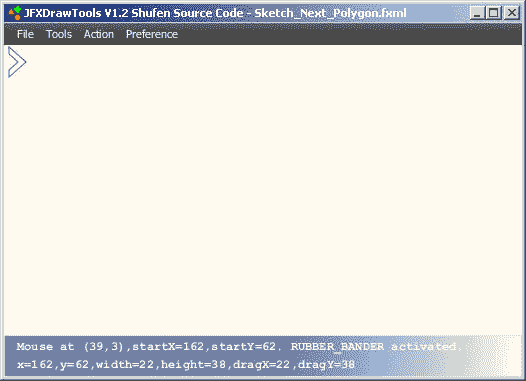 JFXDrawTools V1.2 Shufen Source Code - Sketch_Next_Polygon.fxml
File Tools Action Preference
Mouse at (39,3),startX=162,startY=62. RUBBER_BANDER activated.
x=162,y=62,width=22,height=38,dragX=22,dragY=38